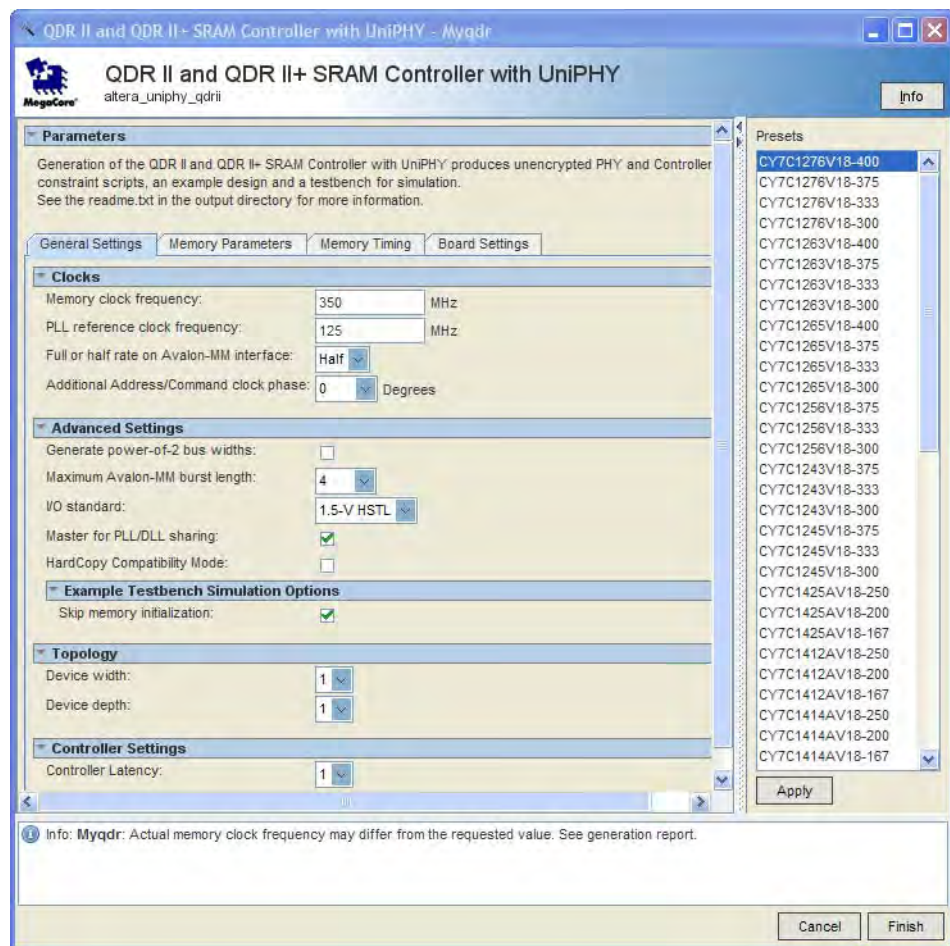 QDR II and QDR II+ SRAM Controller with UniPHY - Myqdr
MegaCore®
QDR II and QDR II+ SRAM Controller with UniPHY
altera_uniphy_qdrii
Info
Parameters
Generation of the QDR II and QDR II+ SRAM Controller with UniPHY produces unencrypted PHY and Controller
constraint scripts, an example design and a testbench for simulation.
See the readme.txt in the output directory for more information.
General Settings Memory Parameters Memory Timing Board Settings
Clocks
Memory clock frequency: 350 MHz
PLL reference clock frequency: 125 MHz
Full or half rate on Avalon-MM interface: Half
Additional Address/Command clock phase: 0 Degrees
Advanced Settings
Generate power-of-2 bus widths:
Maximum Avalon-MM burst length: 4
I/O standard: 1.5-V HSTL
Master for PLL/DLL sharing:
HardCopy Compatibility Mode:
Example Testbench Simulation Options
Skip memory initialization:
Topology
Device width: 1
Device depth: 1
Controller Settings
Controller Latency: 1
Presets
CY7C1276V18-400
CY7C1276V18-375
CY7C1276V18-333
CY7C1276V18-300
CY7C1263V18-400
CY7C1263V18-375
CY7C1263V18-333
CY7C1263V18-300
CY7C1265V18-400
CY7C1265V18-375
CY7C1265V18-333
CY7C1265V18-300
CY7C1256V18-375
CY7C1256V18-333
CY7C1256V18-300
CY7C1243V18-375
CY7C1243V18-333
CY7C1243V18-300
CY7C1245V18-375
CY7C1245V18-333
CY7C1245V18-300
CY7C1425AV18-250
CY7C1425AV18-200
CY7C1425AV18-167
CY7C1412AV18-250
CY7C1412AV18-200
CY7C1412AV18-167
CY7C1414AV18-250
CY7C1414AV18-200
CY7C1414AV18-167
Apply
Info: Myqdr: Actual memory clock frequency may differ from the requested value. See generation report.
Cancel Finish